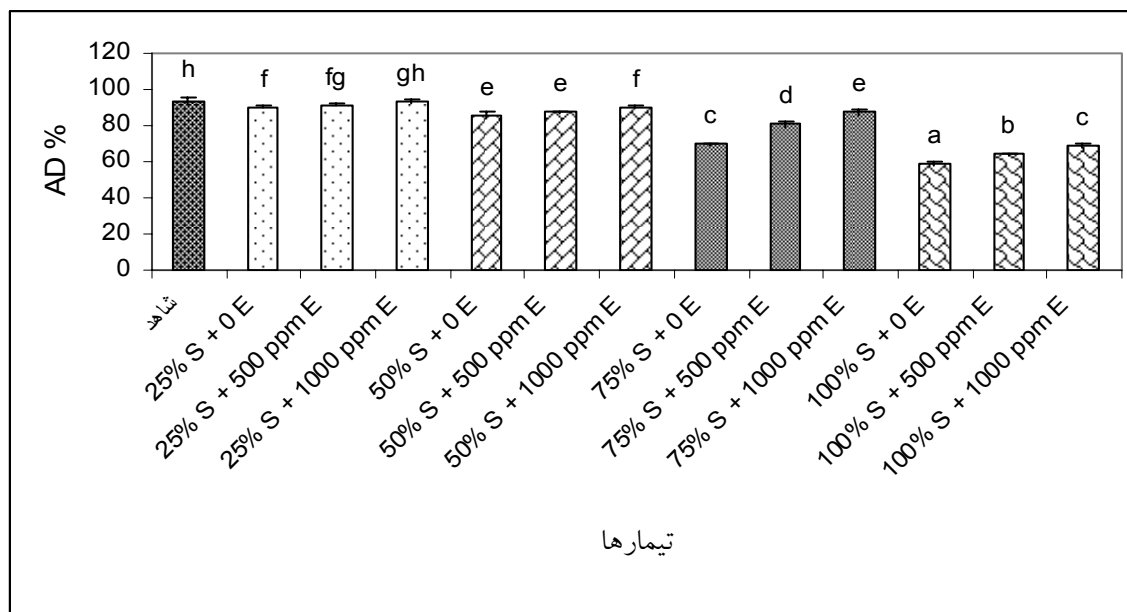 120
100
80
60
40
20
0
AD %
h
f
fg
gh
e
e
f
c
d
e
a
b
c
شاهد
25% S + 0 E
25% S + 500 ppm E
25% S + 1000 ppm E
50% S + 0 E
50% S + 500 ppm E
50% S + 1000 ppm E
75% S + 0 E
75% S + 500 ppm E
75% S + 1000 ppm E
100% S + 0 E
100% S + 500 ppm E
100% S + 1000 ppm E
تیمارها